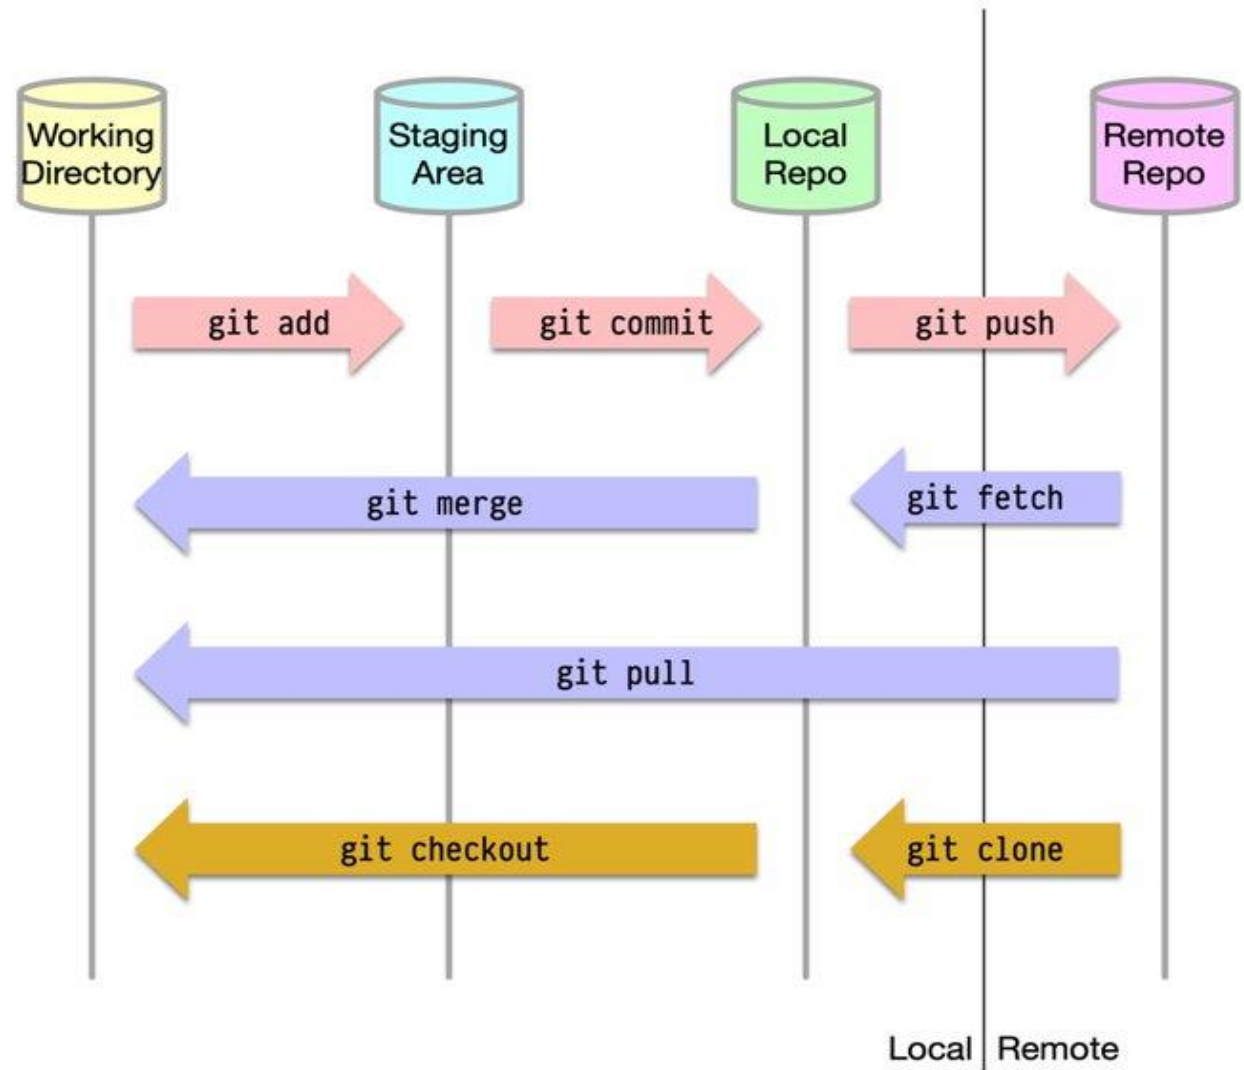 Working
Directory
Staging
Area
Local
Repo
Remote
Repo
git add
git commit
git push
git merge
git fetch
git pull
git checkout
git clone
Local
Remote